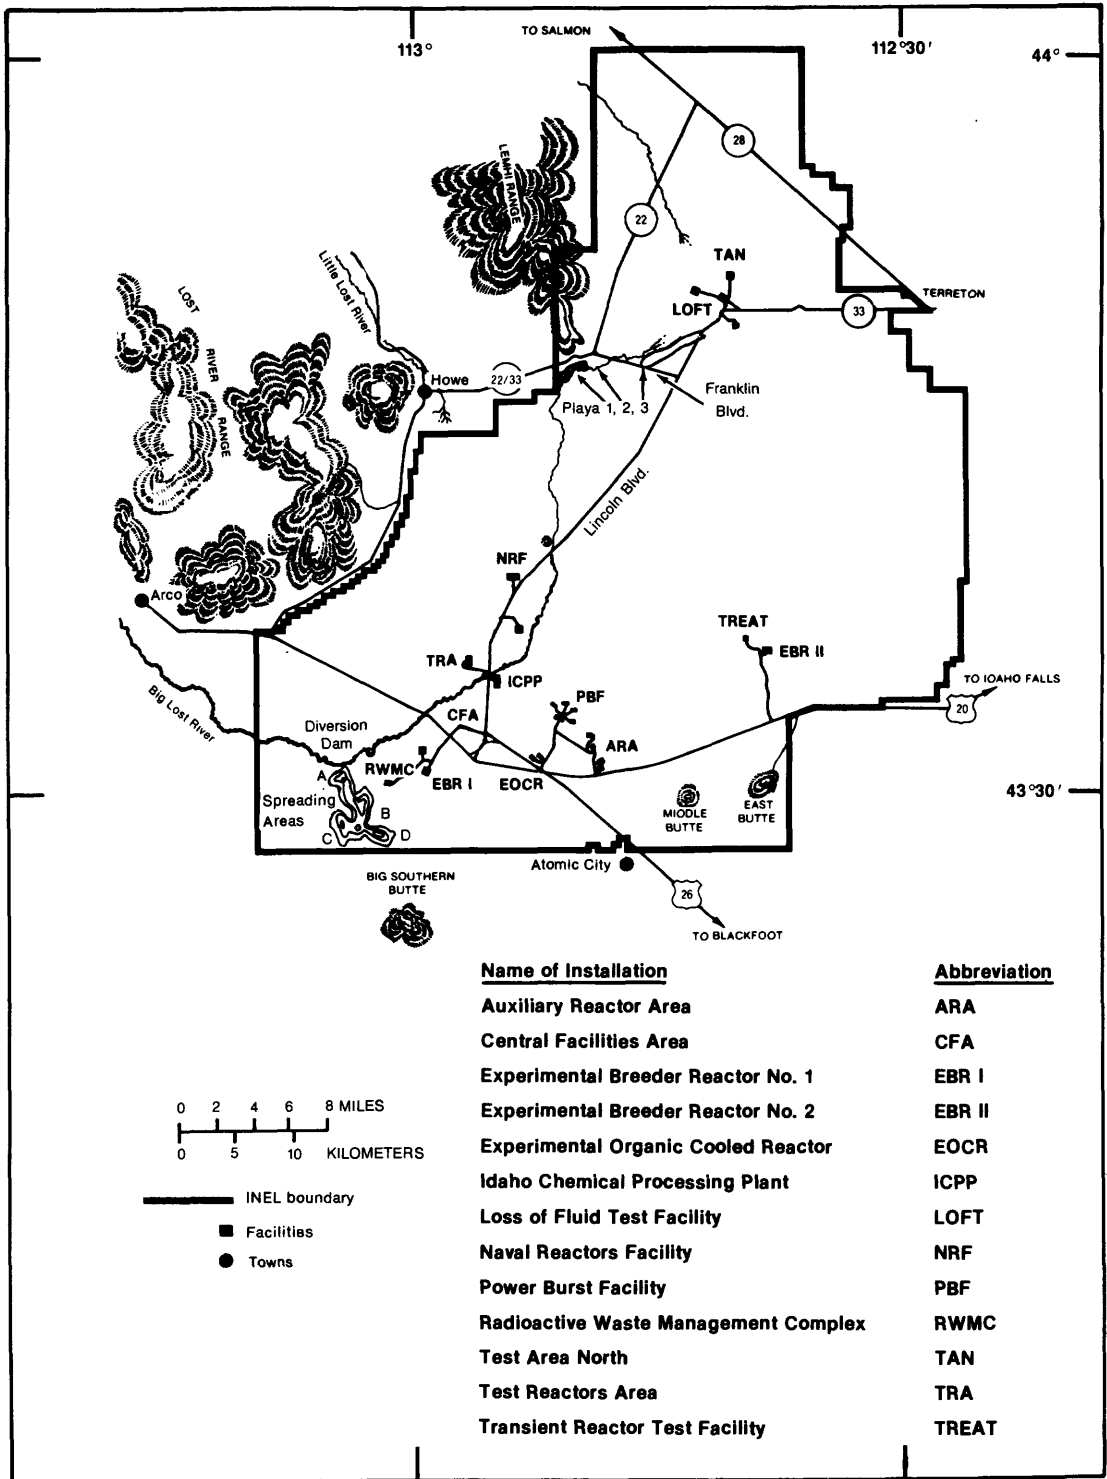 TO SALMON
113°
112°30'
44°
LEMHI RANGE
28
22
LOST
RIVER
RANGE
Little Lost River
TAN
LOFT
TERRETON
33
Howe
22/33
Playa 1, 2, 3
Franklin
Blvd.
Lincoln Blvd.
NRF
Arco
TREAT
EBR II
TRA
ICPP
TO IDAHO FALLS
20
Big Lost River
PBF
CFA
Diversion
Dam
ARA
RWMC
EBR I
EOCR
A
Spreading
Areas
B
C
D
MIDDLE
BUTTE
EAST
BUTTE
43°30'
Atomic City
BIG SOUTHERN
BUTTE
26
TO BLACKFOOT
Name of Installation Abbreviation
Auxiliary Reactor Area ARA
Central Facilities Area CFA
Experimental Breeder Reactor No. 1 EBR I
Experimental Breeder Reactor No. 2 EBR II
Experimental Organic Cooled Reactor EOCR
Idaho Chemical Processing Plant ICPP
Loss of Fluid Test Facility LOFT
Naval Reactors Facility NRF
Power Burst Facility PBF
Radioactive Waste Management Complex RWMC
Test Area North TAN
Test Reactors Area TRA
Transient Reactor Test Facility TREAT
0 2 4 6 8 MILES
0 5 10 KILOMETERS
INEL boundary
Facilities
Towns